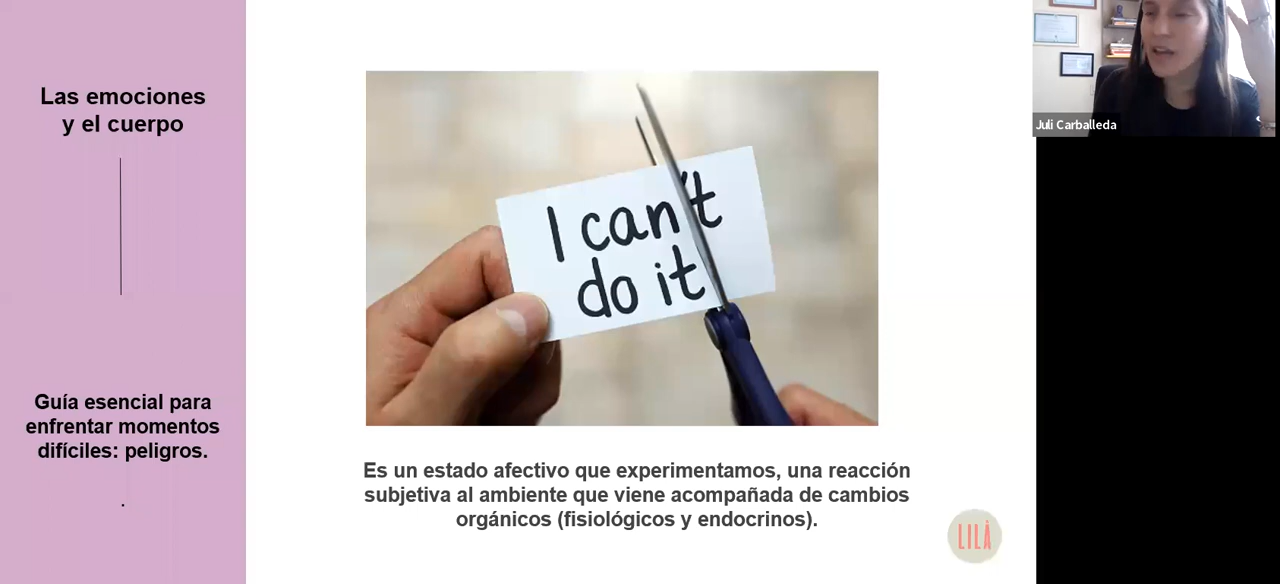 Las emociones
y el cuerpo
Guía esencial para
enfrentar momentos
difíciles: peligros.
.
I can't
do it
Es un estado afectivo que experimentamos, una reacción
subjetiva al ambiente que viene acompañada de cambios
orgánicos (fisiológicos y endocrinos).
LILÀ
Juli Carballeda